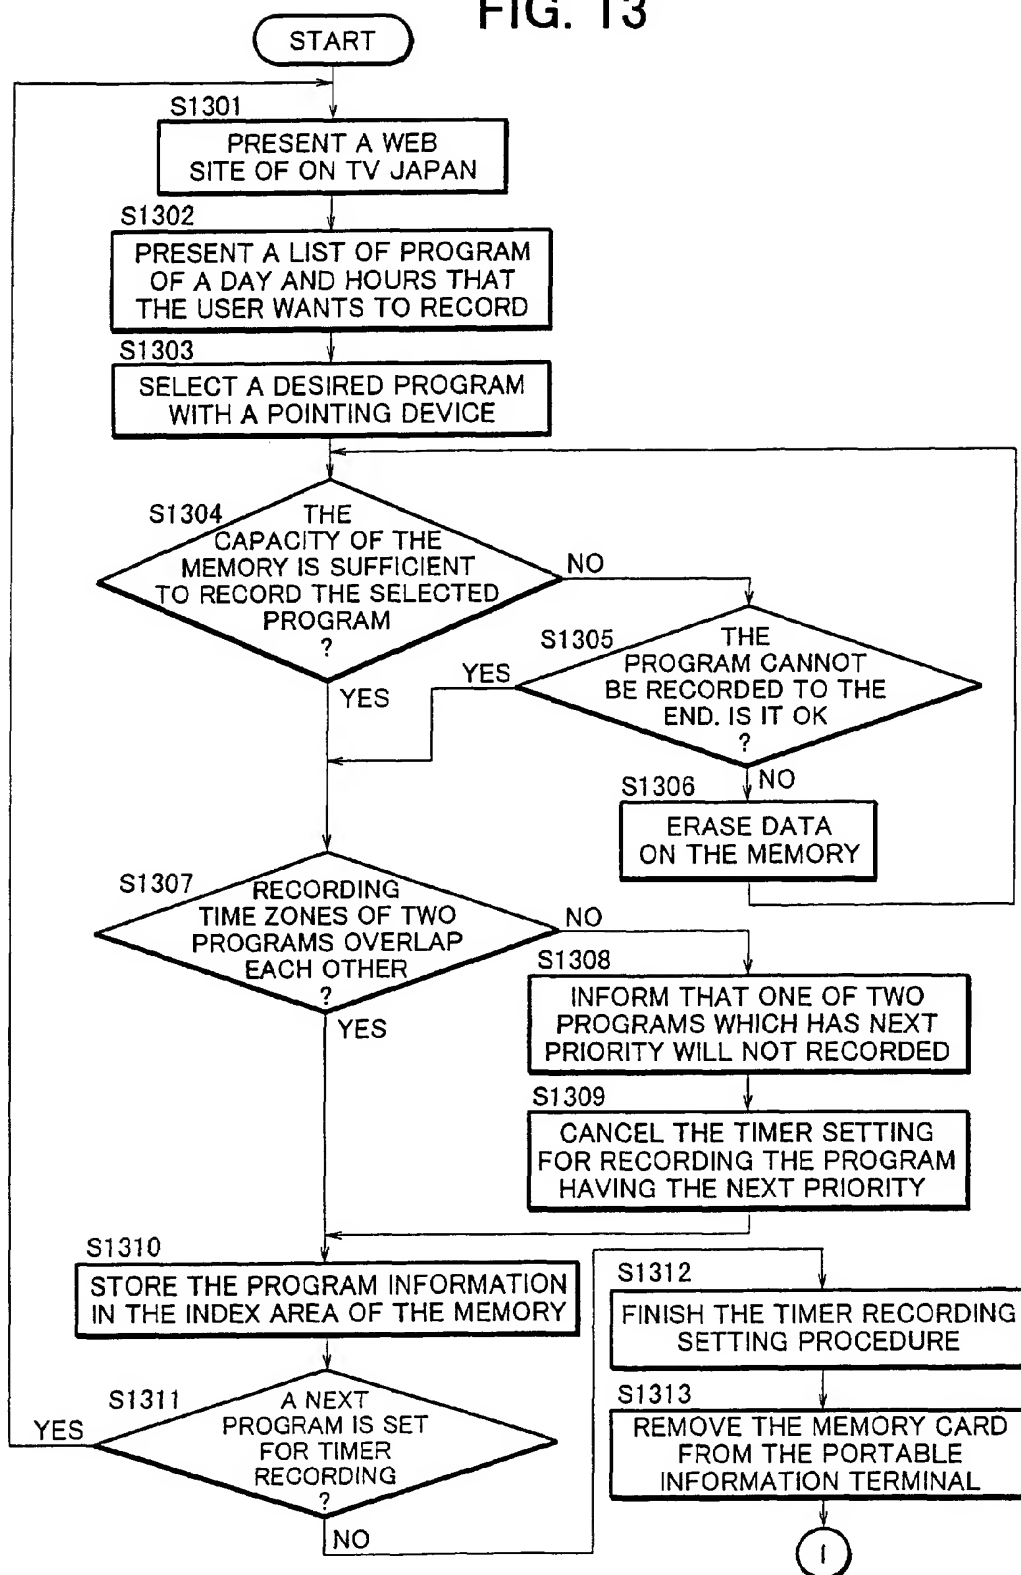 FIG. 13
START
S1301
PRESENT A WEB
SITE OF ON TV JAPAN
S1302
PRESENT A LIST OF PROGRAM
OF A DAY AND HOURS THAT
THE USER WANTS TO RECORD
S1303
SELECT A DESIRED PROGRAM
WITH A POINTING DEVICE
S1304
THE
CAPACITY OF THE
MEMORY IS SUFFICIENT
TO RECORD THE SELECTED
PROGRAM
?
NO
YES
S1305
THE
PROGRAM CANNOT
BE RECORDED TO THE
END. IS IT OK
?
YES
NO
S1306
ERASE DATA
ON THE MEMORY
S1307
RECORDING
TIME ZONES OF TWO
PROGRAMS OVERLAP
EACH OTHER
?
NO
YES
S1308
INFORM THAT ONE OF TWO
PROGRAMS WHICH HAS NEXT
PRIORITY WILL NOT RECORDED
S1309
CANCEL THE TIMER SETTING
FOR RECORDING THE PROGRAM
HAVING THE NEXT PRIORITY
S1310
STORE THE PROGRAM INFORMATION
IN THE INDEX AREA OF THE MEMORY
S1311
A NEXT
PROGRAM IS SET
FOR TIMER
RECORDING
?
YES
NO
S1312
FINISH THE TIMER RECORDING
SETTING PROCEDURE
S1313
REMOVE THE MEMORY CARD
FROM THE PORTABLE
INFORMATION TERMINAL
1